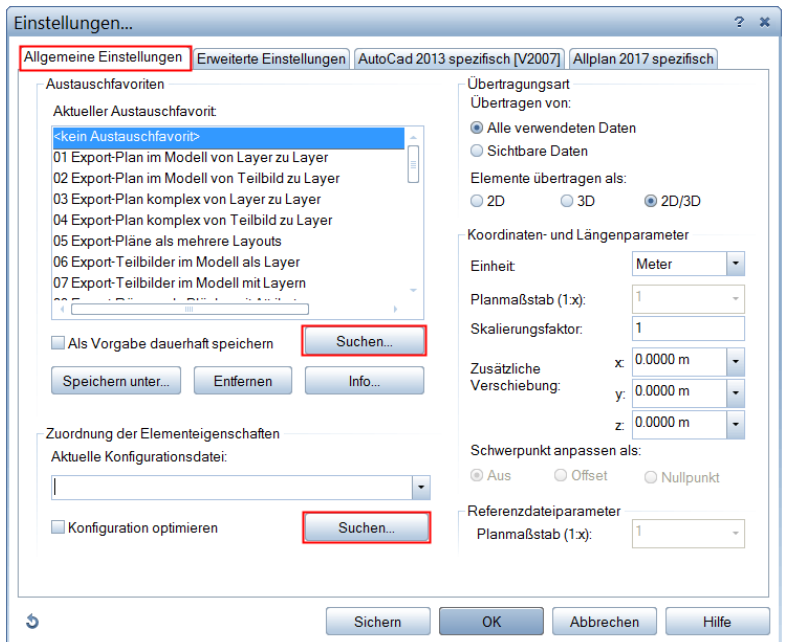 Einstellungen...
?
Allgemeine Einstellungen
Erweiterte Einstellungen
AutoCad 2013 spezifisch [V2007]
Allplan 2017 spezifisch
Austauschfavoriten
Aktueller Austauschfavorit:
<kein Austauschfavorit>
01 Export-Plan im Modell von Layer zu Layer
02 Export-Plan im Modell von Teilbild zu Layer
03 Export-Plan komplex von Layer zu Layer
04 Export-Plan komplex von Teilbild zu Layer
05 Export-Pläne als mehrere Layouts
06 Export-Teilbilder im Modell als Layer
07 Export-Teilbilder im Modell mit Layern
Als Vorgabe dauerhaft speichern
Suchen...
Speichern unter...
Entfernen
Info...
Zuordnung der Elementeigenschaften
Aktuelle Konfigurationsdatei:
Konfiguration optimieren
Suchen...
Übertragungsart
Übertragen von:
Alle verwendeten Daten
Sichtbare Daten
Elemente übertragen als:
2D
3D
2D/3D
Koordinaten- und Längenparameter
Einheit:
Meter
Planmaßstab (1:x):
1
Skalierungsfaktor:
1
Zusätzliche
Verschiebung:
x:
0.0000 m
y:
0.0000 m
z:
0.0000 m
Schwerpunkt anpassen als:
Aus
Offset
Nullpunkt
Referenzdateiparameter
Planmaßstab (1:x):
1
Sichern
OK
Abbrechen
Hilfe